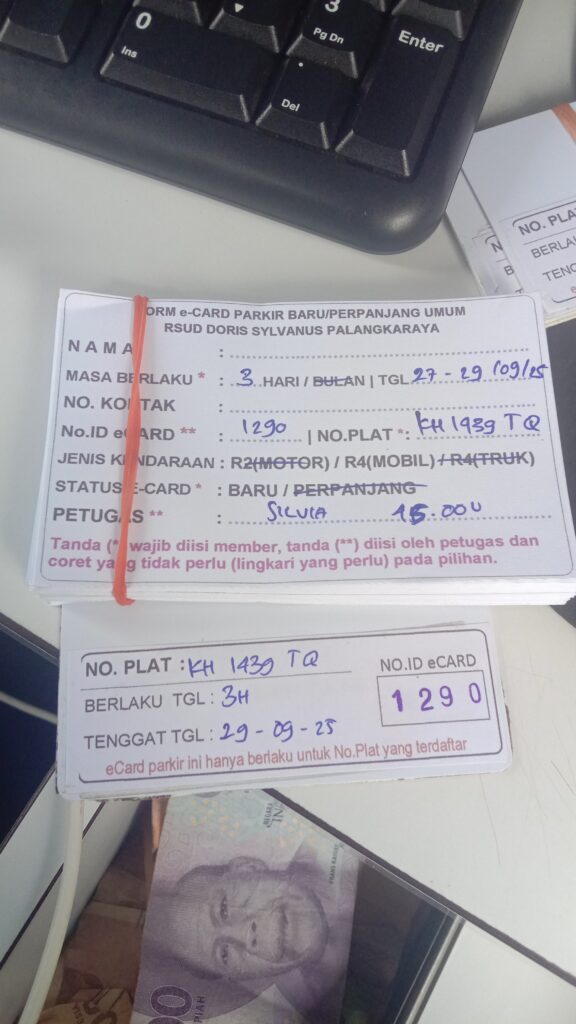 0
Ins
3
Pg Dn
.
Del
Enter
NO. PLA
BERLAKU
TENGG
ORM e-CARD PARKIR BARU/PERPANJANG UMUM
RSUD DORIS SYLVANUS PALANGKARAYA
NAMA :
MASA BERLAKU * : 3 HARI / BULAN | TGL 27 - 29 /09/25
NO. KONTAK :
No.ID eCARD ** : 1290 | NO.PLAT *: KH 1439 TQ
JENIS KENDARAAN : R2(MOTOR) / R4(MOBIL) / R4(TRUK)
STATUS E-CARD * : BARU / PERPANJANG
PETUGAS ** : SILVIA 15.000
Tanda (*) wajib diisi member, tanda (**) diisi oleh petugas dan
coret yang tidak perlu (lingkari yang perlu) pada pilihan.
NO. PLAT : KH 1439 TQ
NO.ID eCARD
1290
BERLAKU TGL : 3H
TENGGAT TGL : 29 - 09 - 25
eCard parkir ini hanya berlaku untuk No.Plat yang terdaftar